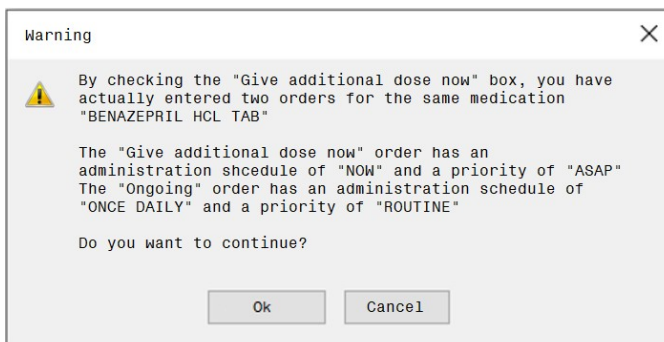 Warning
By checking the "Give additional dose now" box, you have
actually entered two orders for the same medication
"BENAZEPRIL HCL TAB"
The "Give additional dose now" order has an
administration shcedule of "NOW" and a priority of "ASAP"
The "Ongoing" order has an administration schedule of
"ONCE DAILY" and a priority of "ROUTINE"
Do you want to continue?
Ok
Cancel